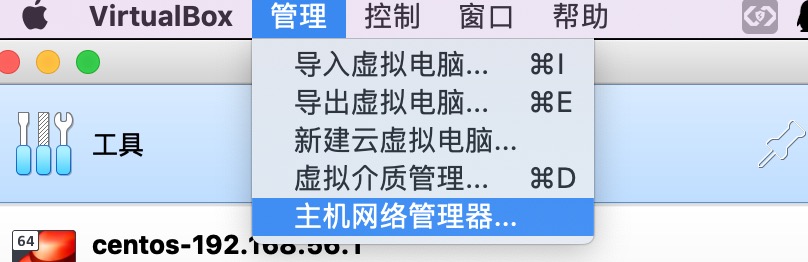 VirtualBox 管理 控制 窗口 帮助
导入虚拟电脑... ⌘I
导出虚拟电脑... ⌘E
新建云虚拟电脑...
工具
虚拟介质管理... ⌘D
主机网络管理器...
64 centos-192.168.56.1